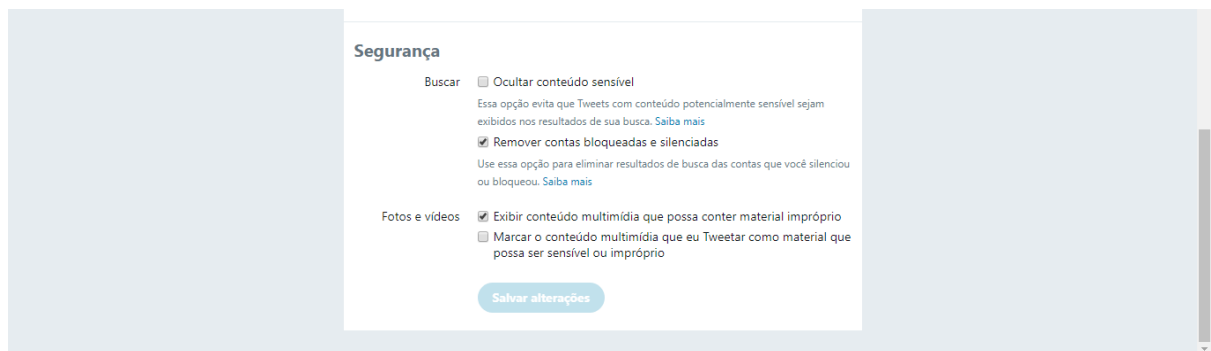 Segurança
Buscar Ocultar conteúdo sensível
Essa opção evita que Tweets com conteúdo potencialmente sensível sejam
exibidos nos resultados de sua busca. Saiba mais
Remover contas bloqueadas e silenciadas
Use essa opção para eliminar resultados de busca das contas que você silenciou
ou bloqueou. Saiba mais
Fotos e vídeos Exibir conteúdo multimídia que possa conter material impróprio
Marcar o conteúdo multimídia que eu Tweetar como material que
possa ser sensível ou impróprio
Salvar alterações